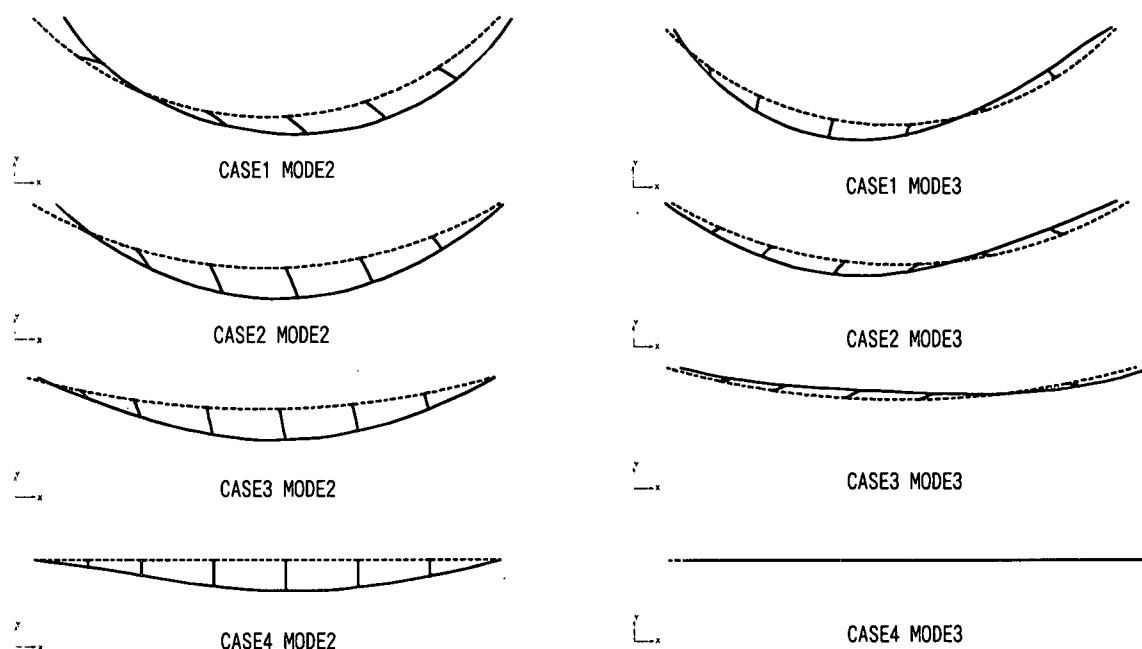 CASE1 MODE2
CASE1 MODE3
Y
X
Y
X
CASE2 MODE2
CASE2 MODE3
Y
X
Y
X
CASE3 MODE2
CASE3 MODE3
Y
X
Y
X
CASE4 MODE2
CASE4 MODE3
Y
X
Y
X